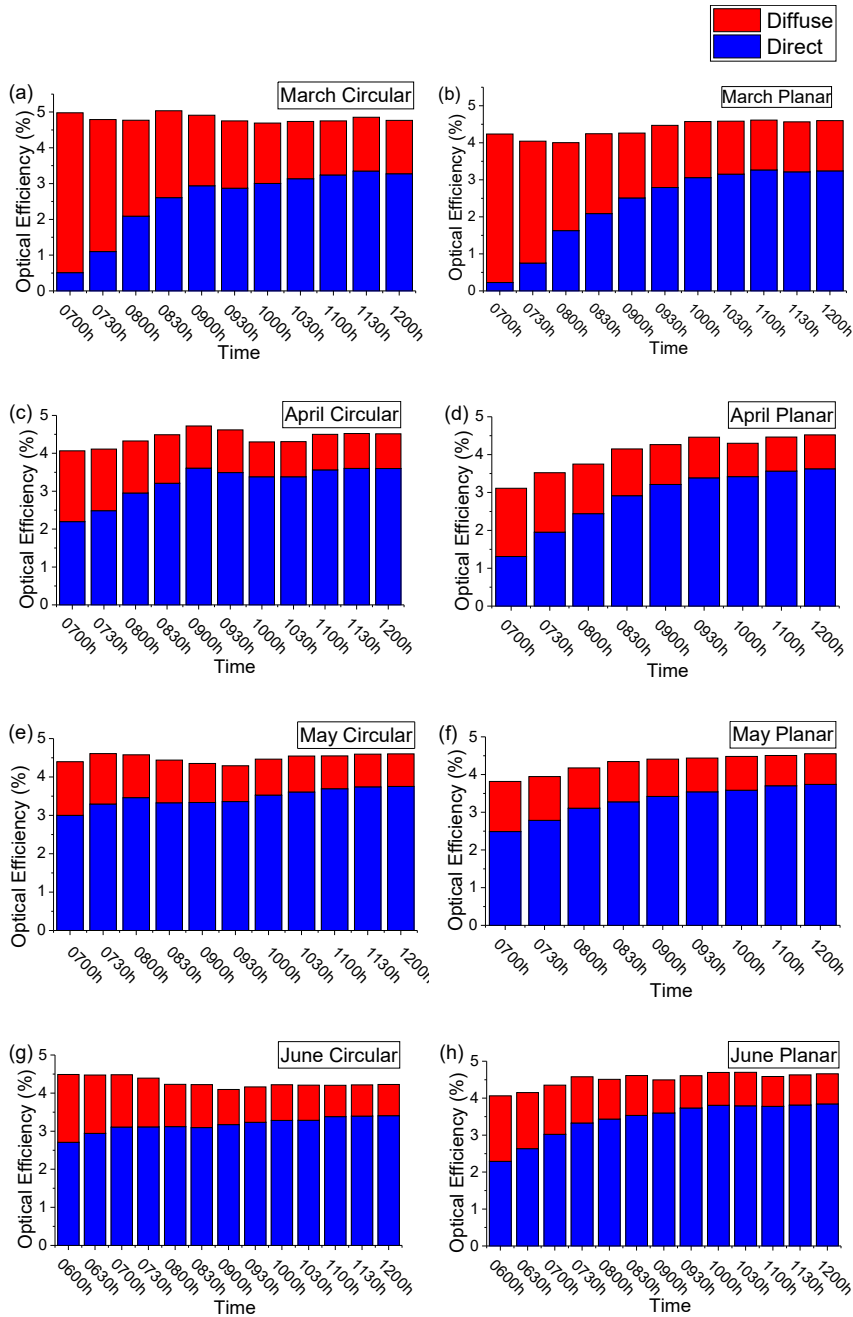 Diffuse
Direct
(a)
March Circular
Optical Efficiency (%)
5
4
3
2
1
0
0700h
0730h
0800h
0830h
0900h
0930h
1000h
1030h
1100h
1130h
1200h
Time
(b)
March Planar
Optical Efficiency (%)
5
4
3
2
1
0
0700h
0730h
0800h
0830h
0900h
0930h
1000h
1030h
1100h
1130h
1200h
Time
(c)
April Circular
Optical Efficiency (%)
5
4
3
2
1
0
0700h
0730h
0800h
0830h
0900h
0930h
1000h
1030h
1100h
1130h
1200h
Time
(d)
April Planar
Optical Efficiency (%)
5
4
3
2
1
0
0700h
0730h
0800h
0830h
0900h
0930h
1000h
1100h
1200h
Time
(e)
May Circular
Optical Efficiency (%)
5
4
3
2
1
0
0700h
0730h
0800h
0830h
0900h
0930h
1000h
1030h
1100h
1130h
1200h
Time
(f)
May Planar
Optical Efficiency (%)
5
4
3
2
1
0
0700h
0730h
0800h
0830h
0900h
0930h
1000h
1100h
1200h
Time
(g)
June Circular
Optical Efficiency (%)
5
4
3
2
1
0
0600h
0630h
0700h
0730h
0800h
0830h
0900h
0930h
1000h
1030h
1100h
1130h
1200h
Time
(h)
June Planar
Optical Efficiency (%)
5
4
3
2
1
0
0600h
0630h
0700h
0730h
0800h
0830h
0900h
0930h
1000h
1030h
1100h
1130h
1200h
Time